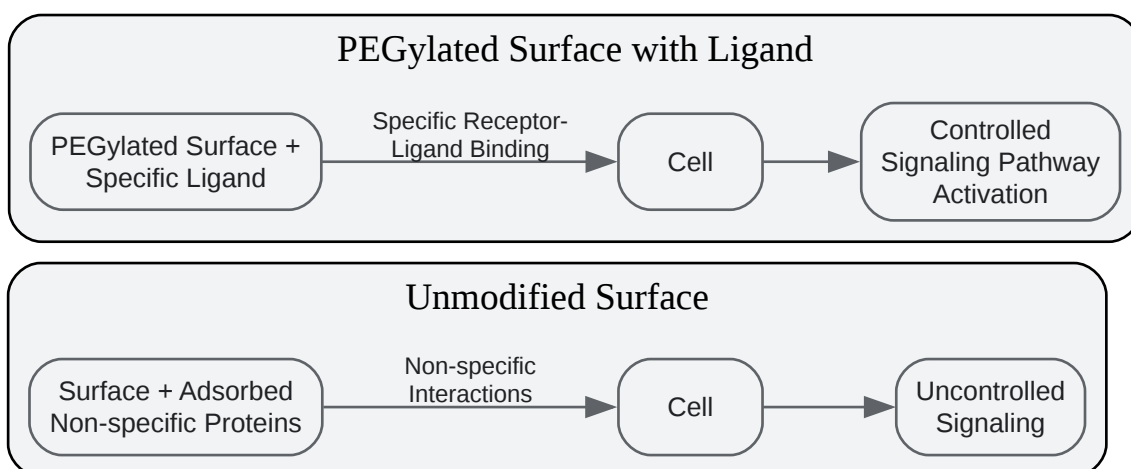 PEGylated Surface with Ligand
PEGylated Surface +
Specific Ligand
Specific Receptor-
Ligand Binding
Cell
Controlled
Signaling Pathway
Activation
Unmodified Surface
Surface + Adsorbed
Non-specific Proteins
Non-specific
Interactions
Cell
Uncontrolled
Signaling